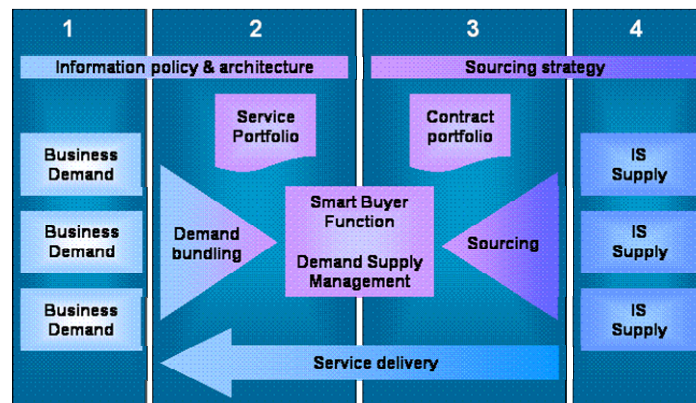 1
2
3
4
Information policy & architecture
Sourcing strategy
Service
Portfolio
Contract
portfolio
Business
Demand
Business
Demand
Business
Demand
Demand
bundling
Smart Buyer
Function
Demand Supply
Management
Sourcing
IS
Supply
IS
Supply
IS
Supply
Service delivery